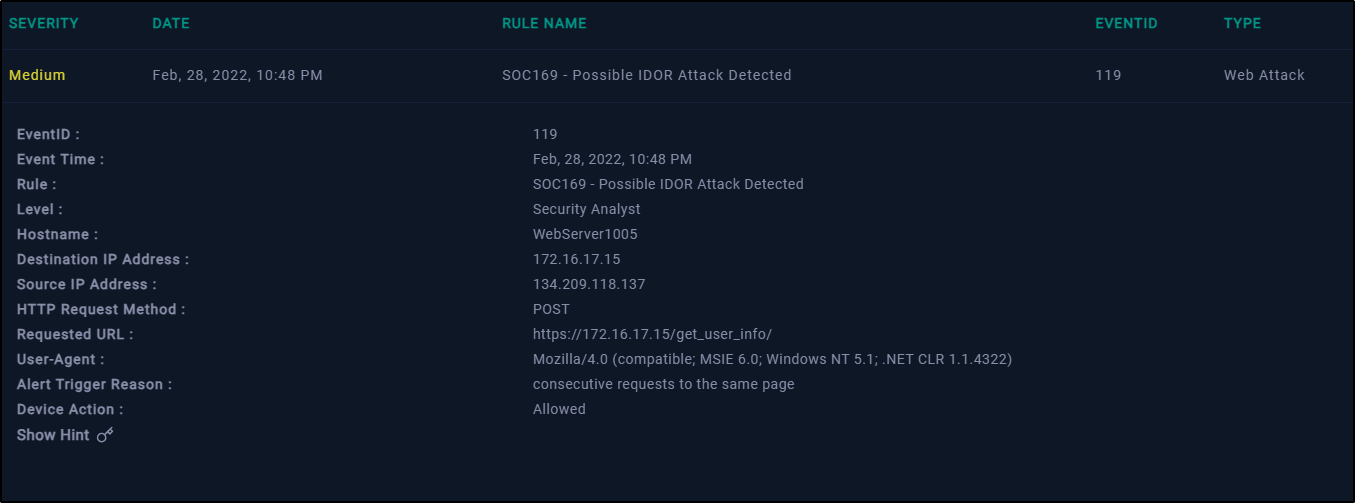 SEVERITY DATE RULE NAME EVENTID TYPE
Medium Feb, 28, 2022, 10:48 PM SOC169 - Possible IDOR Attack Detected 119 Web Attack
EventID : 119
Event Time : Feb, 28, 2022, 10:48 PM
Rule : SOC169 - Possible IDOR Attack Detected
Level : Security Analyst
Hostname : WebServer1005
Destination IP Address : 172.16.17.15
Source IP Address : 134.209.118.137
HTTP Request Method : POST
Requested URL : https://172.16.17.15/get_user_info/
User-Agent : Mozilla/4.0 (compatible; MSIE 6.0; Windows NT 5.1; .NET CLR 1.1.4322)
Alert Trigger Reason : consecutive requests to the same page
Device Action : Allowed
Show Hint